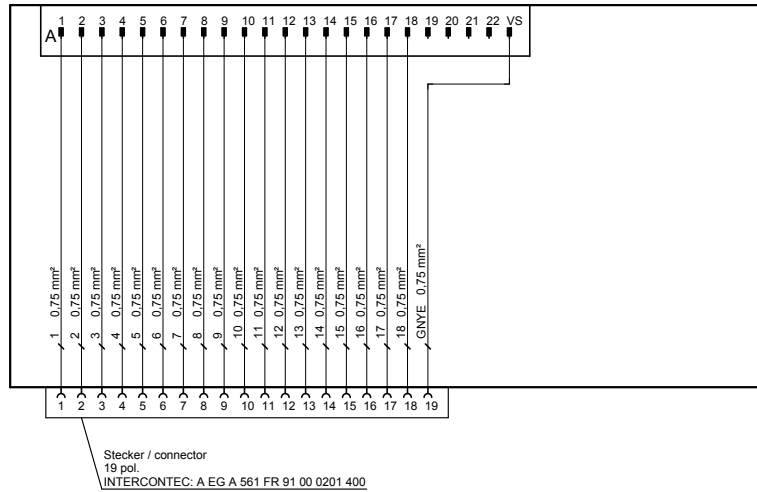 1 2 3 4 5 6 7 8 9 10 11 12 13 14 15 16 17 18 19 20 21 22 VS
A
1 0,75 mm²
2 0,75 mm²
3 0,75 mm²
4 0,75 mm²
5 0,75 mm²
6 0,75 mm²
7 0,75 mm²
8 0,75 mm²
9 0,75 mm²
10 0,75 mm²
11 0,75 mm²
12 0,75 mm²
13 0,75 mm²
14 0,75 mm²
15 0,75 mm²
16 0,75 mm²
17 0,75 mm²
18 0,75 mm²
GNYE 0,75 mm²
1 2 3 4 5 6 7 8 9 10 11 12 13 14 15 16 17 18 19
Stecker / connector
19 pol.
INTERCONTEC: A EG A 561 FR 91 00 0201 400